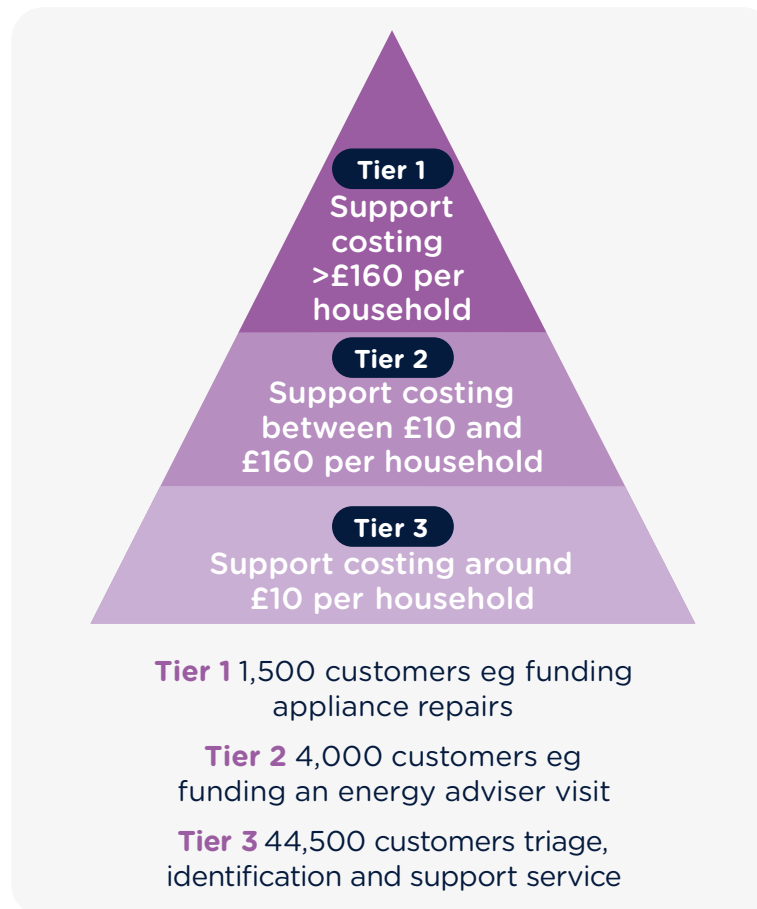 Tier 1
Support
costing
>£160 per
household
Tier 2
Support costing
between £10 and
£160 per household
Tier 3
Support costing around
£10 per household
Tier 1 1,500 customers eg funding
appliance repairs
Tier 2 4,000 customers eg
funding an energy adviser visit
Tier 3 44,500 customers triage,
identification and support service